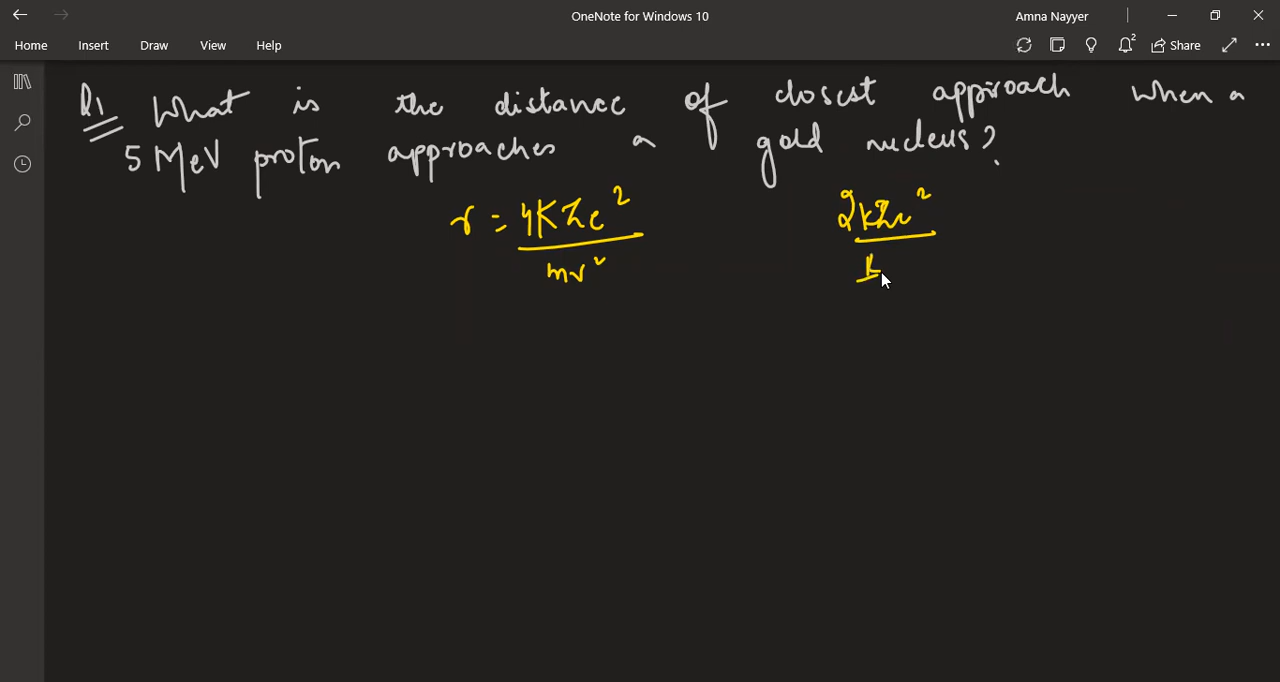 OneNote for Windows 10
Amna Nayyer
Home Insert Draw View Help
2 Share
Q1 What is the distance of closest approach when a
5 MeV proton approaches a gold nucleus?
r = 4KZe²
mv²
2kZe²
k